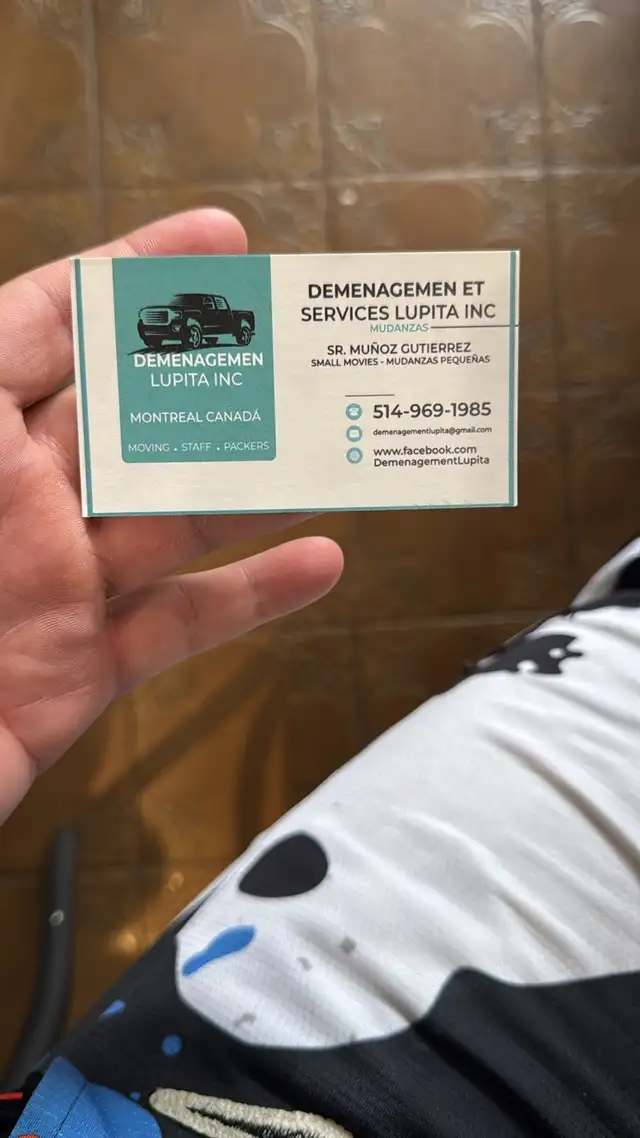 DEMENAGEMEN
LUPITA INC
MONTREAL CANADÁ
MOVING . STAFF . PACKERS
DEMENAGEMEN ET
SERVICES LUPITA INC
MUDANZAS
SR. MUÑOZ GUTIERREZ
SMALL MOVIES - MUDANZAS PEQUEÑAS
514-969-1985
demenagementlupita@gmail.com
www.facebook.com
DemenagementLupita